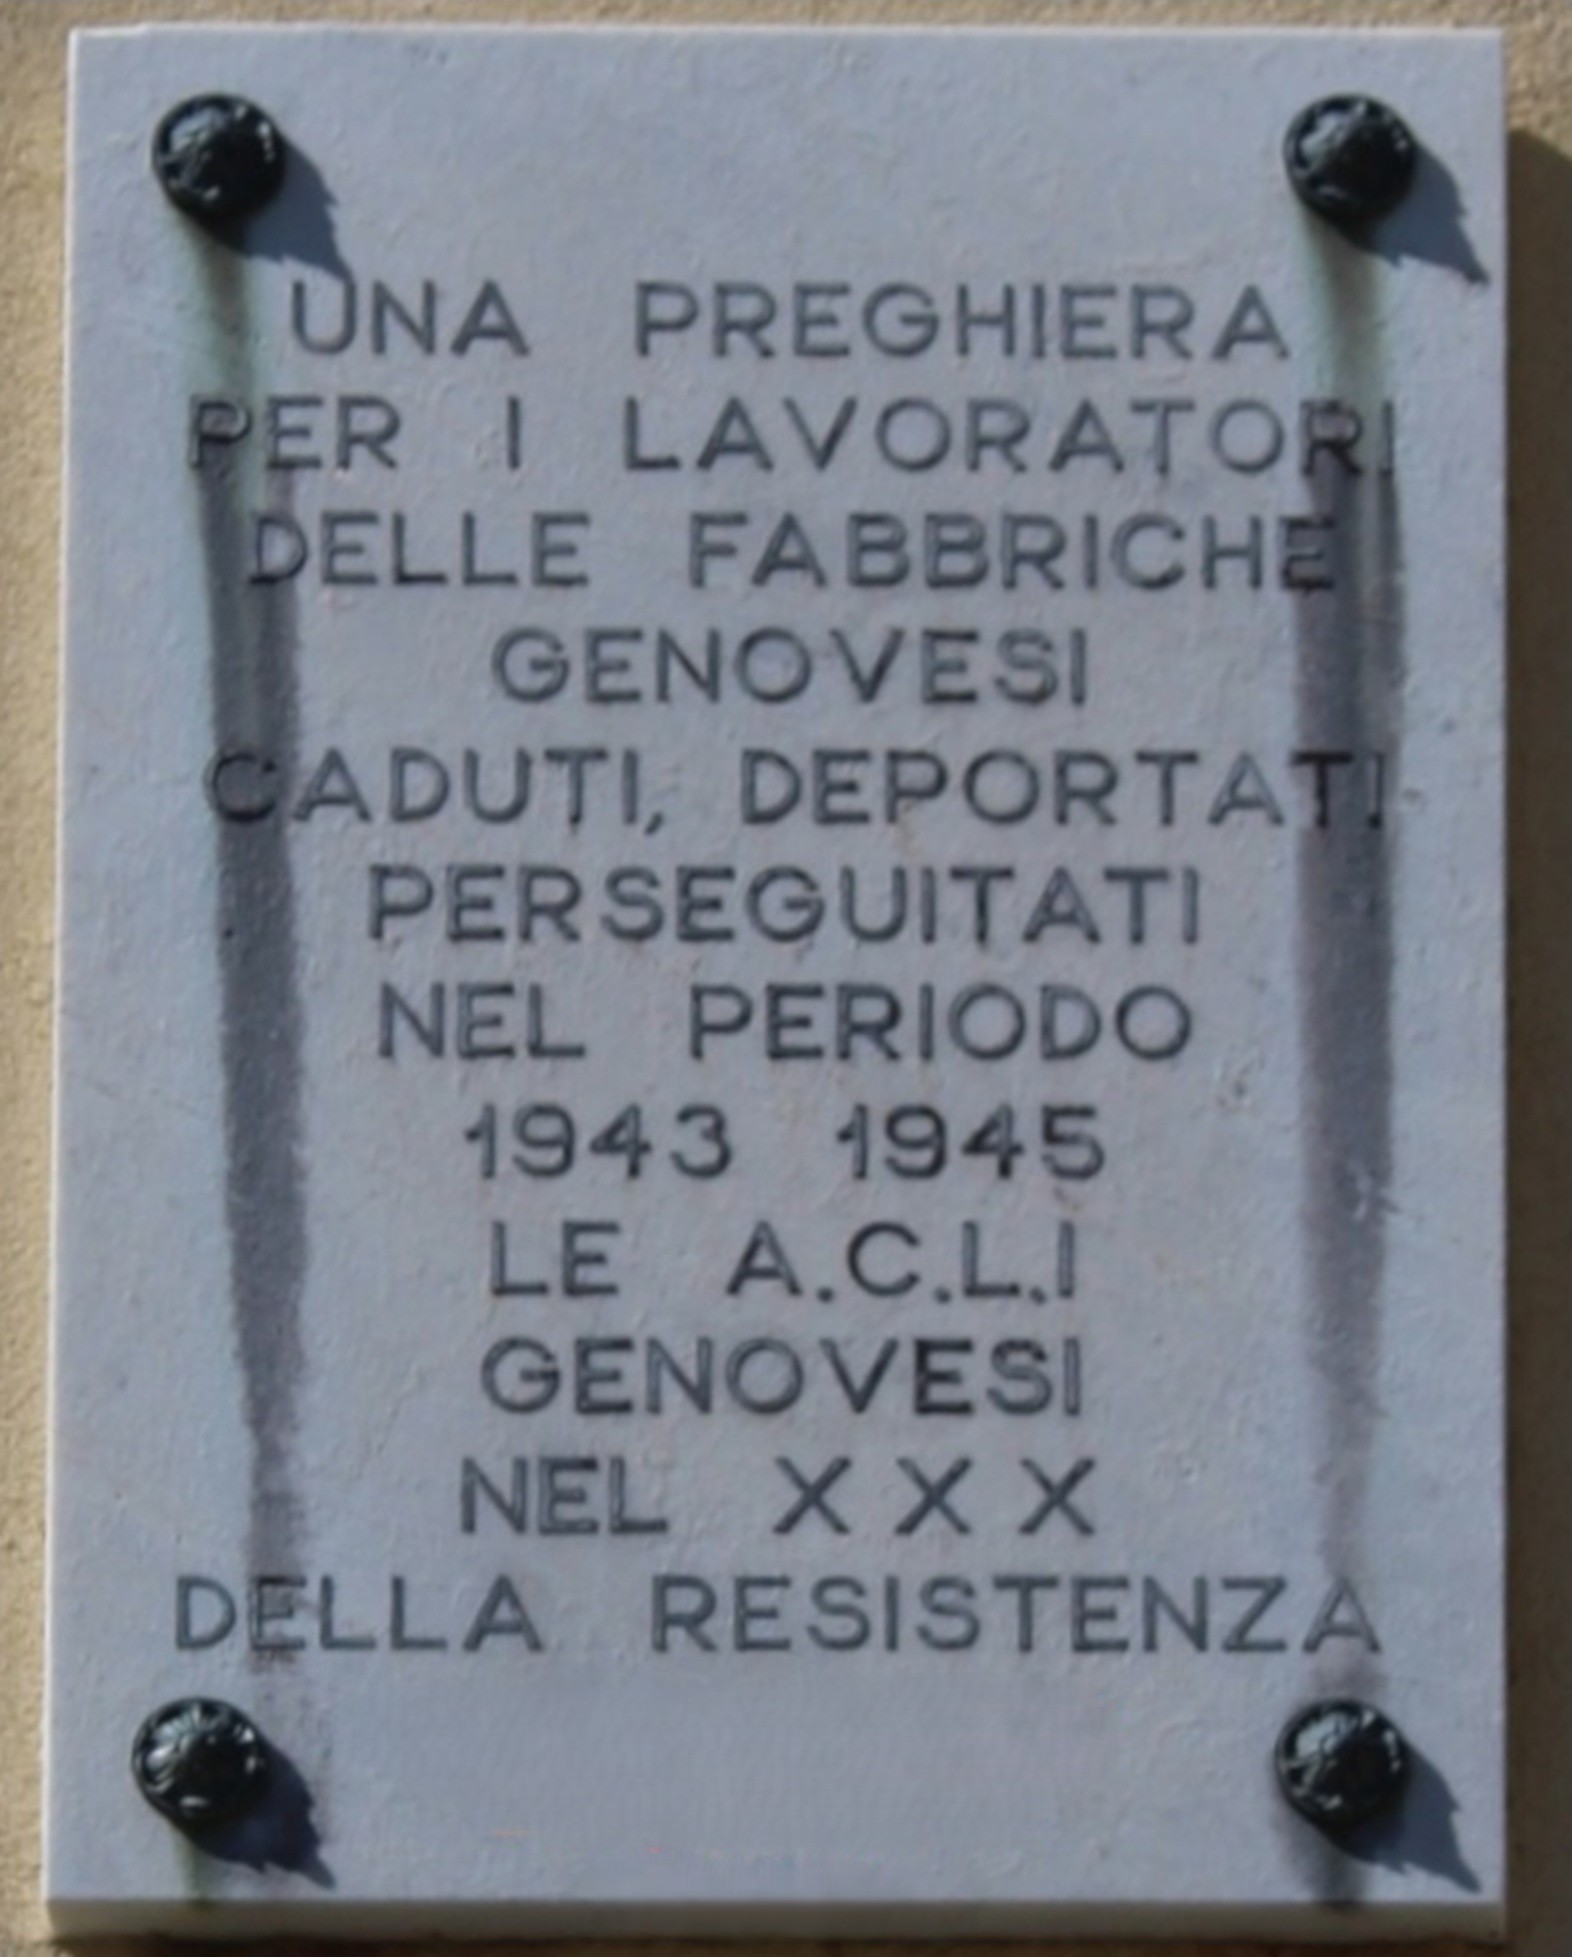 UNA PREGHIERA
PER I LAVORATORI
DELLE FABBRICHE
GENOVESI
CADUTI, DEPORTATI
PERSEGUITATI
NEL PERIODO
1943 1945
LE A.C.L.I
GENOVESI
NEL X X X
DELLA RESISTENZA